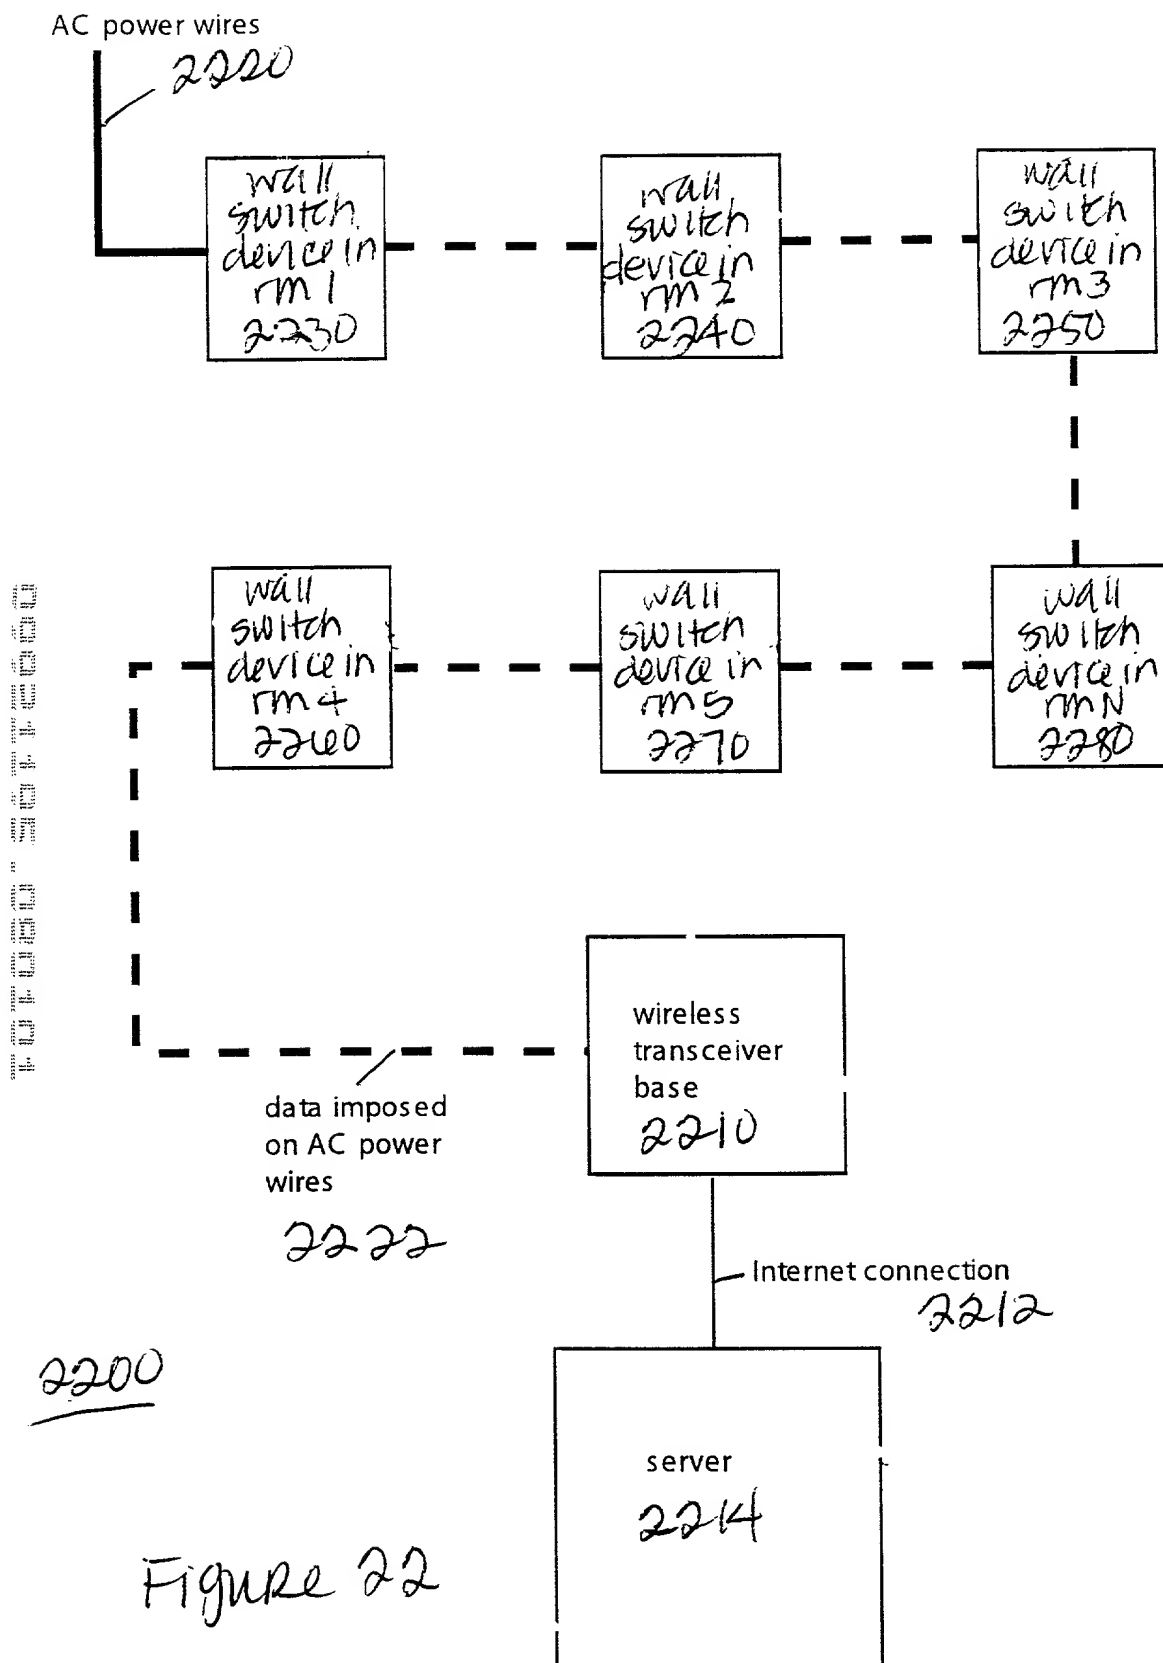 AC power wires
2220
wall
switch
device in
rm 1
2230
wall
switch
device in
rm 2
2240
wall
switch
device in
rm 3
2250
wall
switch
device in
rm 4
2260
wall
switch
device in
rm 5
2270
wall
switch
device in
rm N
2280
wireless
transceiver
base
2210
data imposed
on AC power
wires
2222
Internet connection
2212
2200
server
2214
Figure 22